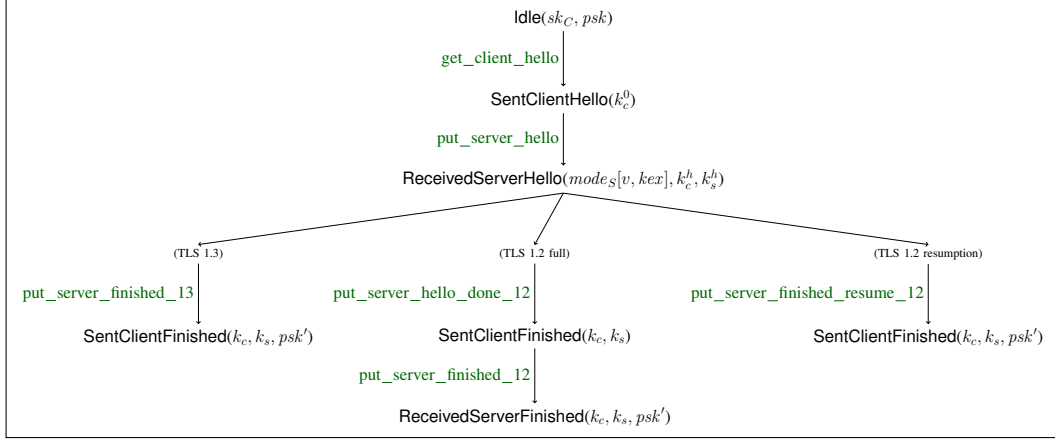 Idle(sk_C, psk)
get_client_hello
SentClientHello(k_c^0)
put_server_hello
ReceivedServerHello(mode_S[v, kex], k_c^h, k_s^h)
(TLS 1.3) (TLS 1.2 full) (TLS 1.2 resumption)
put_server_finished_13 put_server_hello_done_12 put_server_finished_resume_12
SentClientFinished(k_c, k_s, psk′) SentClientFinished(k_c, k_s) SentClientFinished(k_c, k_s, psk′)
put_server_finished_12
ReceivedServerFinished(k_c, k_s, psk′)